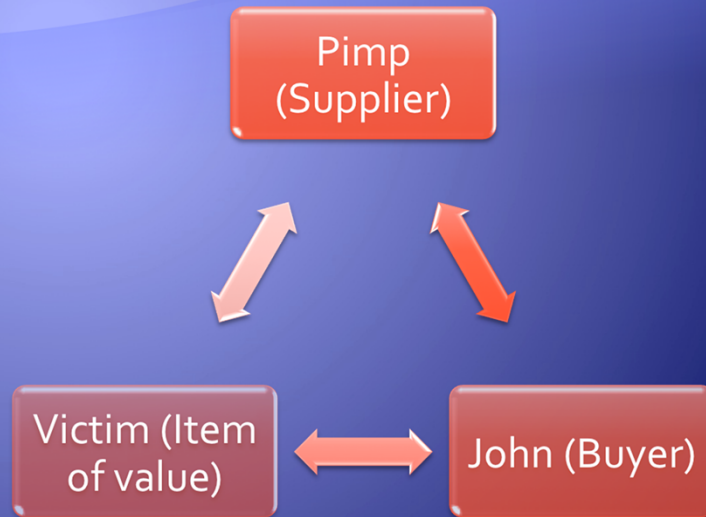 Pimp
(Supplier)
Victim (Item
of value)
John (Buyer)